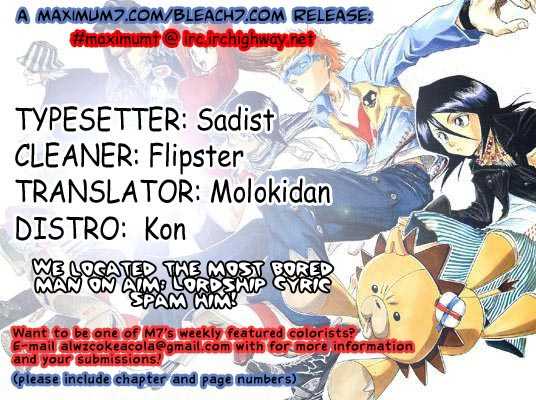 A MAXIMUM7.COM/BLEACH7.COM RELEASE:
#maximum7 @ irc.irchighway.net
TYPESETTER: Sadist
CLEANER: Flipster
TRANSLATOR: Molokidan
DISTRO: Kon
WE LOCATED THE MOST BORED
MAN ON AIM: LORDSHIP CYRIC
SPAM HIM!
Want to be one of M7's weekly featured colorists?
E-mail alwzcokeacola@gmail.com with for more information
and your submissions!
(please include chapter and page numbers)